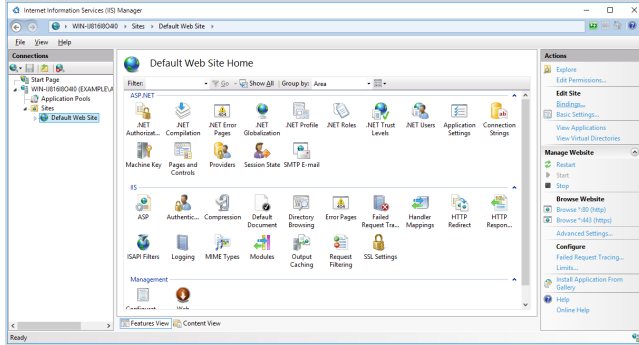 Internet Information Services (IIS) Manager
Sites
Default Web Site
File View Help
Connections
Start Page
Application Pools
Sites
Default Web Site
Default Web Site Home
Filter: Go Show All Group by: Area
ASP.NET
.NET Authorizat... .NET Compilation .NET Error Pages .NET Globalization .NET Profile .NET Roles .NET Trust Levels .NET Users Application Settings Connection Strings
Machine Key Pages and Controls Providers Session State SMTP E-mail
IIS
ASP Authentic... Compression Default Document Directory Browsing Error Pages Failed Request Tra... Handler Mappings HTTP Redirect HTTP Respon...
ISAPI Filters Logging MIME Types Modules Output Caching Request Filtering SSL Settings
Management
Features View Content View
Ready
Actions
Explore
Edit Permissions...
Edit Site
Bindings...
Basic Settings...
View Applications
View Virtual Directories
Manage Website
Restart
Start
Stop
Browse Website
Browse *:80 (http)
Browse *:443 (https)
Advanced Settings...
Configure
Failed Request Tracing...
Limits...
Install Application From Gallery
Help
Online Help